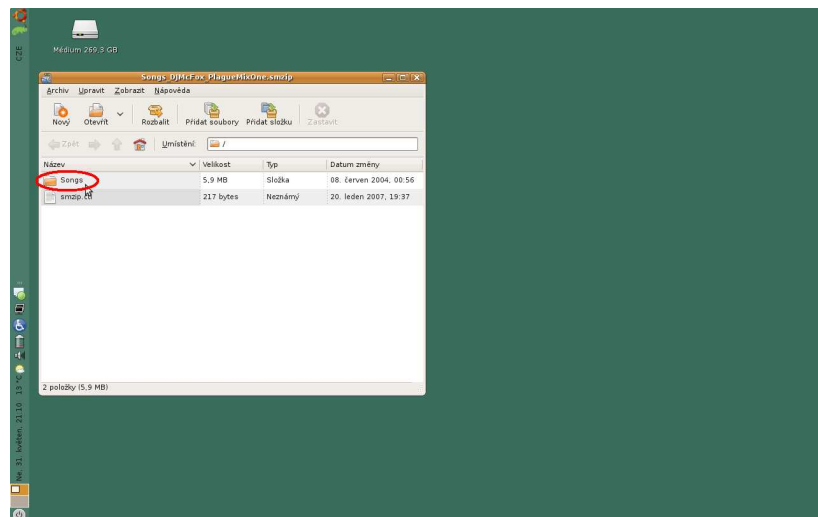 CZE
Médium 269.3 GB
Songs_DJMcFox_PlagueMixOne.smzip
Archiv Upravit Zobrazit Nápověda
Nový Otevřít Rozbalit Přidat soubory Přidat složku Zastavit
Zpět Umístění: /
Název Velikost Typ Datum změny
Songs 5,9 MB Složka 08. červen 2004, 00:56
smzip.ctl 217 bytes Neznámý 20. leden 2007, 19:37
2 položky (5,9 MB)
19 °C
Ne 31. květen, 21.10